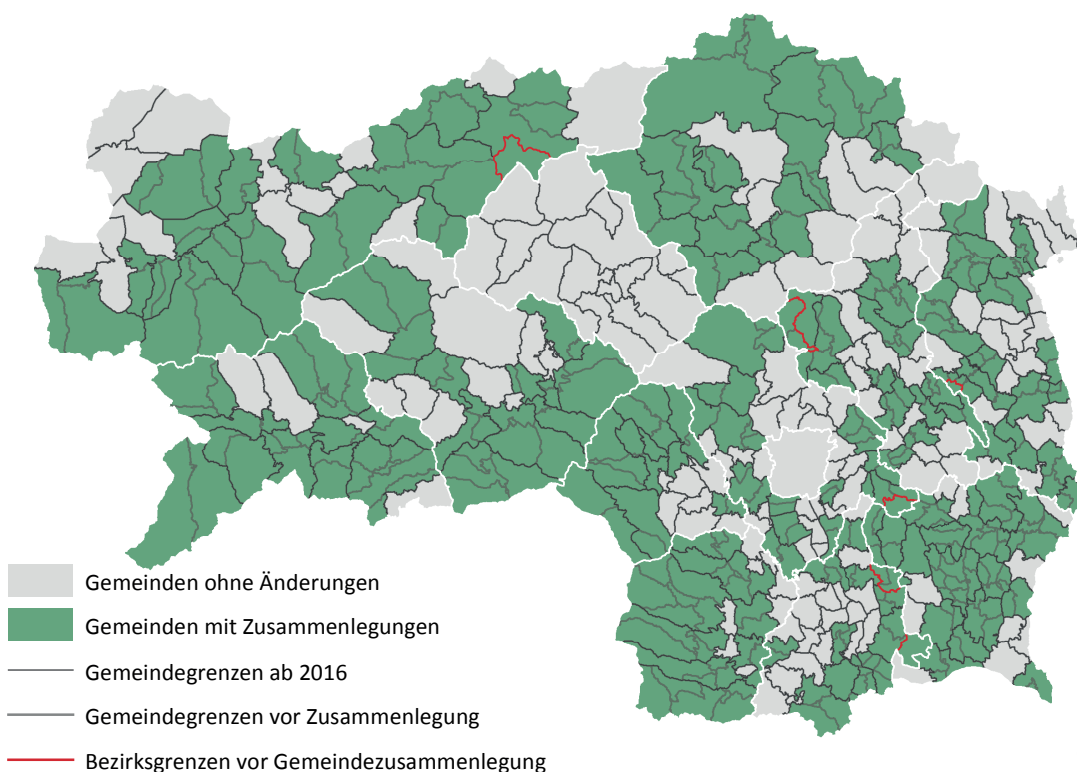 Gemeinden ohne Änderungen
Gemeinden mit Zusammenlegungen
Gemeindegrenzen ab 2016
Gemeindegrenzen vor Zusammenlegung
Bezirksgrenzen vor Gemeindezusammenlegung